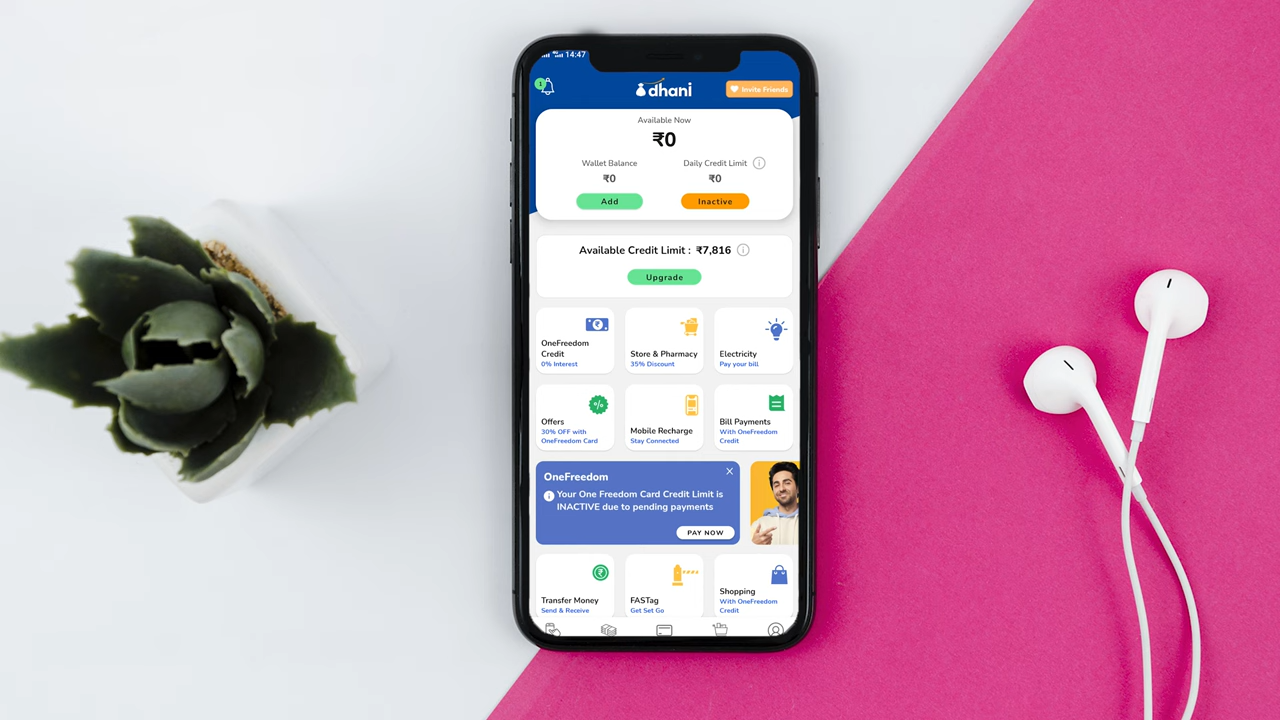 14:47
1
dhani
Invite Friends
Available Now
₹0
Wallet Balance
Daily Credit Limit
₹0
₹0
Add
Inactive
Available Credit Limit : ₹7,816
Upgrade
OneFreedom
Credit
0% Interest
Store & Pharmacy
35% Discount
Electricity
Pay your bill
Offers
30% OFF with
OneFreedom Card
Mobile Recharge
Stay Connected
Bill Payments
With OneFreedom
Credit
OneFreedom
Your One Freedom Card Credit Limit is
INACTIVE due to pending payments
PAY NOW
Transfer Money
Send & Receive
FASTag
Get Set Go
Shopping
With OneFreedom
Credit